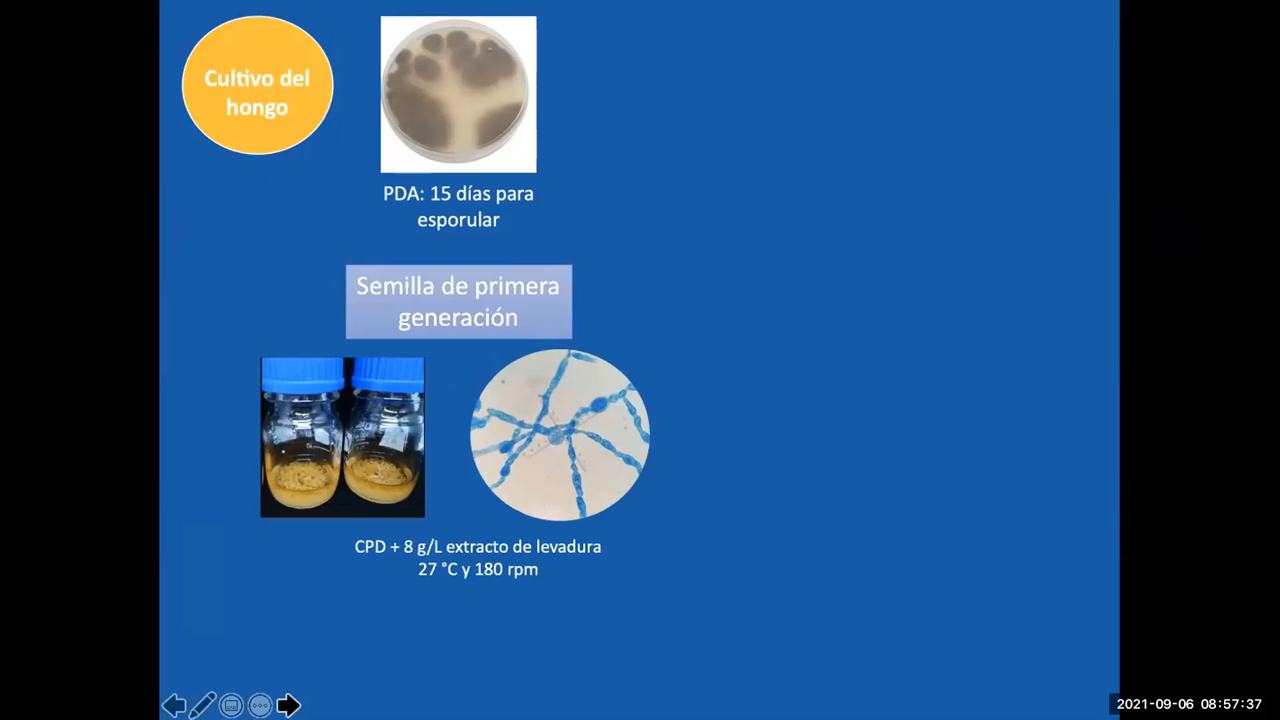 Cultivo del
hongo
PDA: 15 días para
esporular
Semilla de primera
generación
CPD + 8 g/L extracto de levadura
27 °C y 180 rpm
2021-09-06 08:57:37